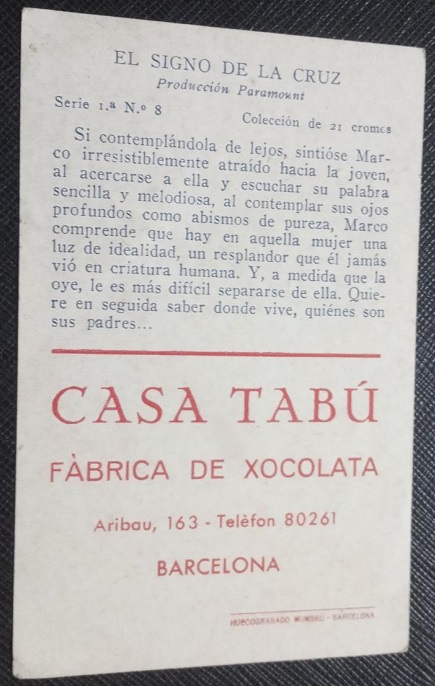 EL SIGNO DE LA CRUZ
Producción Paramount
Serie 1.ª N.º 8
Colección de 21 cromos
Si contemplándola de lejos, sintióse Mar-
co irresistiblemente atraído hacia la joven,
al acercarse a ella y escuchar su palabra
sencilla y melodiosa, al contemplar sus ojos
profundos como abismos de pureza, Marco
comprende que hay en aquella mujer una
luz de idealidad, un resplandor que él jamás
vió en criatura humana. Y, a medida que la
oye, le es más difícil separarse de ella. Quie-
re en seguida saber donde vive, quiénes son
sus padres...
CASA TABÚ
FÀBRICA DE XOCOLATA
Aribau, 163 - Telèfon 80261
BARCELONA
HUECOGRABADO MUMBRÚ - BARCELONA